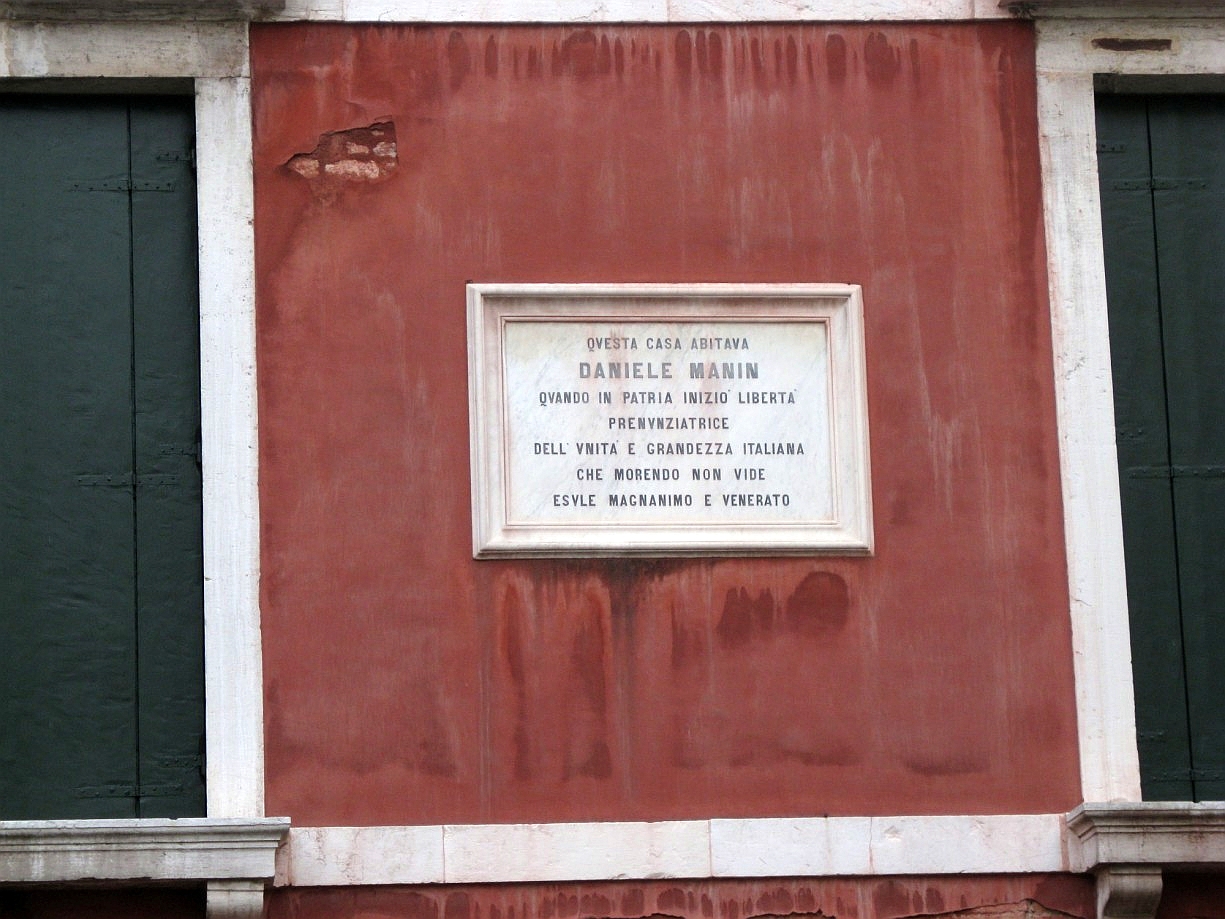 QVESTA CASA ABITAVA
DANIELE MANIN
QVANDO IN PATRIA INIZIO' LIBERTA'
PRENVNZIATRICE
DELL' VNITA' E GRANDEZZA ITALIANA
CHE MORENDO NON VIDE
ESVLE MAGNANIMO E VENERATO